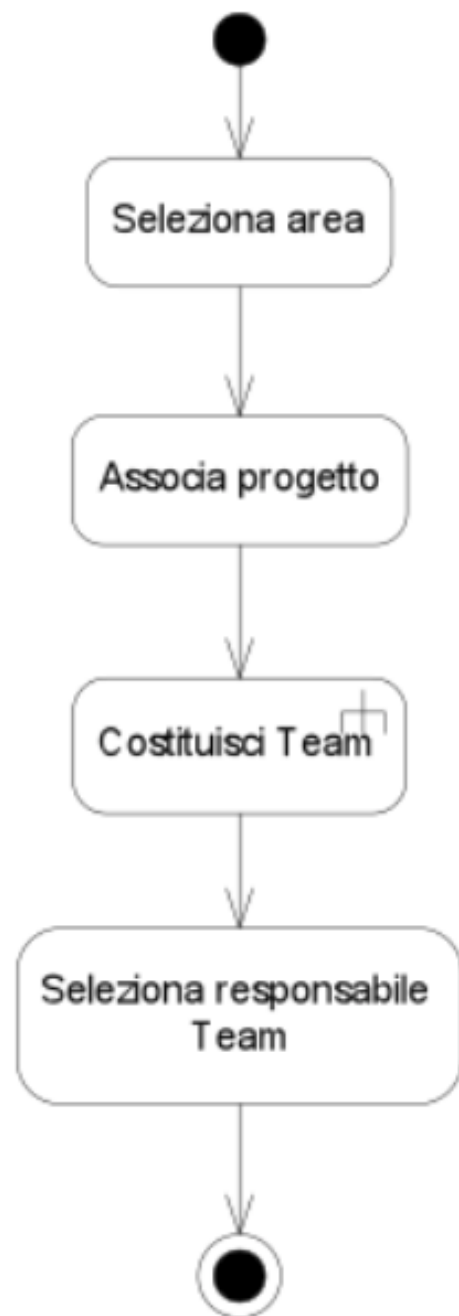 Seleziona area
Associa progetto
Costituisci Team
Seleziona responsabile
Team